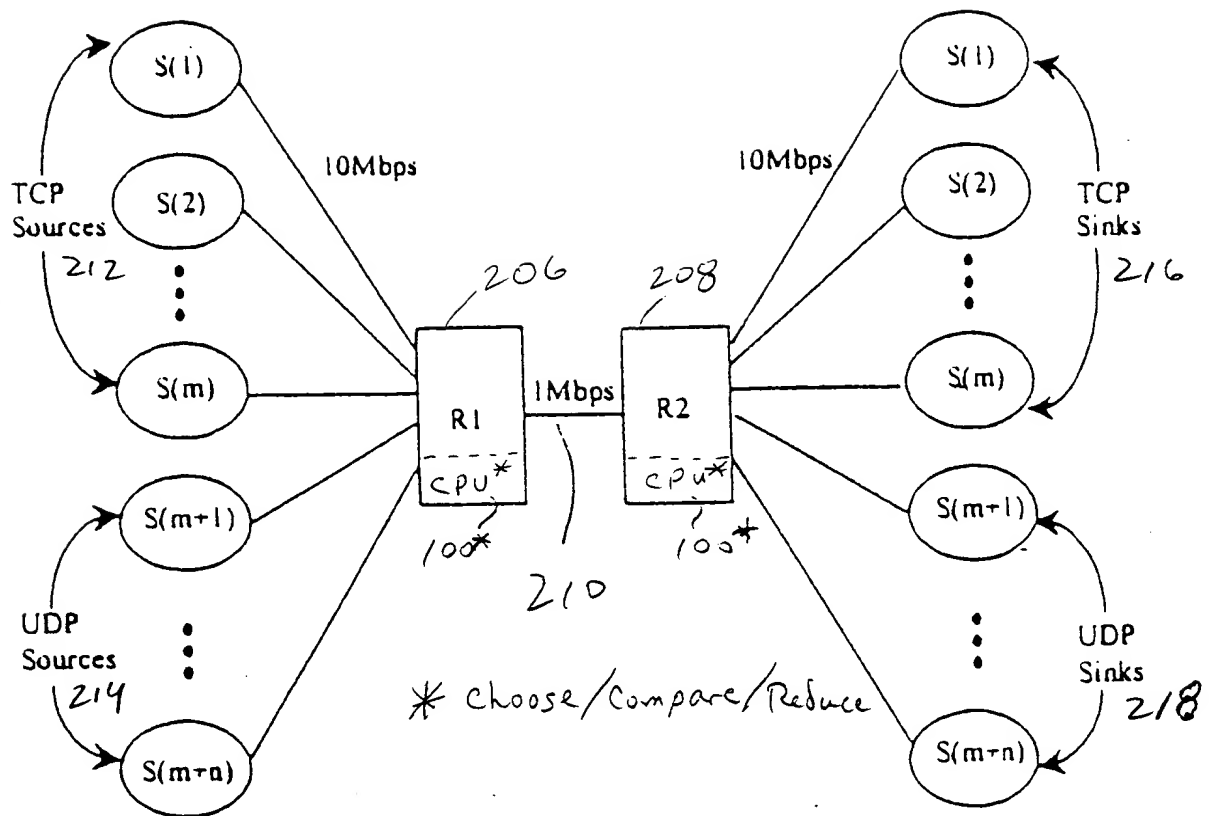 S(1)
S(1)
10Mbps
10Mbps
S(2)
S(2)
TCP
Sources
212
TCP
Sinks
216
206
208
S(m)
S(m)
1Mbps
R1
R2
CPU*
CPU*
100*
100*
210
S(m+1)
S(m+1)
UDP
Sources
214
UDP
Sinks
218
* Choose/Compare/Reduce
S(m+n)
S(m+n)